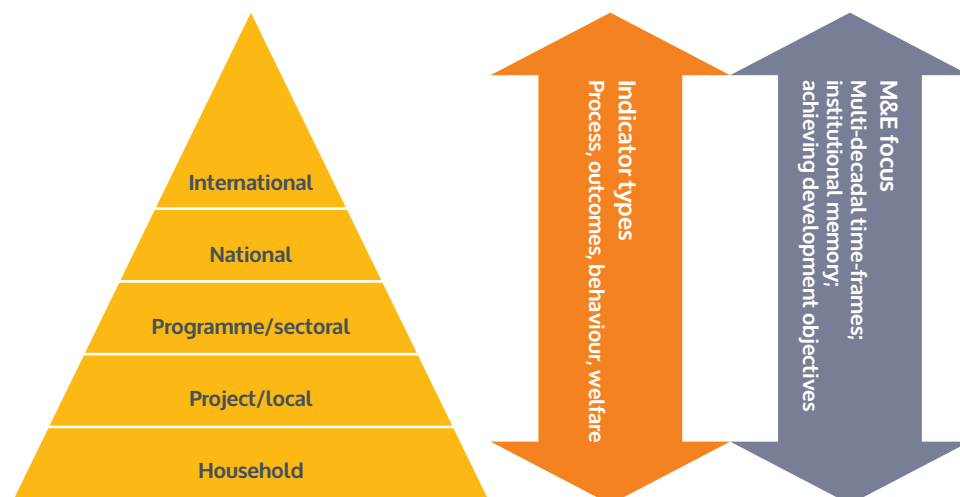 International
National
Programme/sectoral
Project/local
Household
Indicator types
Process, outcomes, behaviour, welfare
M&E focus
Multi-decadal time-frames;
institutional memory;
achieving development objectives